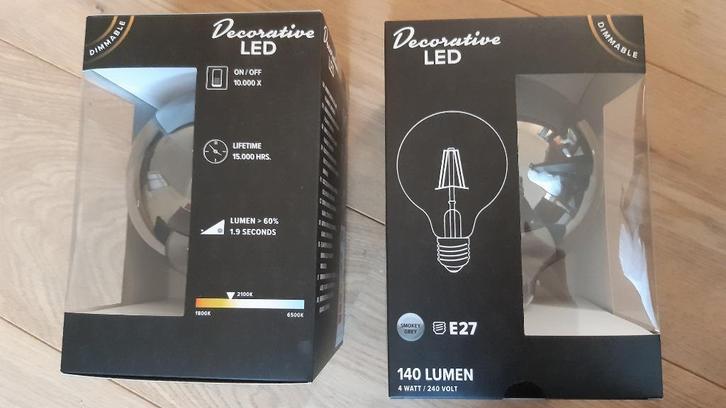 DIMMABLE
Decorative
LED
ON / OFF
10.000 X
LIFETIME
15.000 HRS.
LUMEN > 60%
1.9 SECONDS
2100K
1800K
6500K
Decorative
LED
DIMMABLE
SMOKEY
GREY
E27
140 LUMEN
4 WATT / 240 VOLT